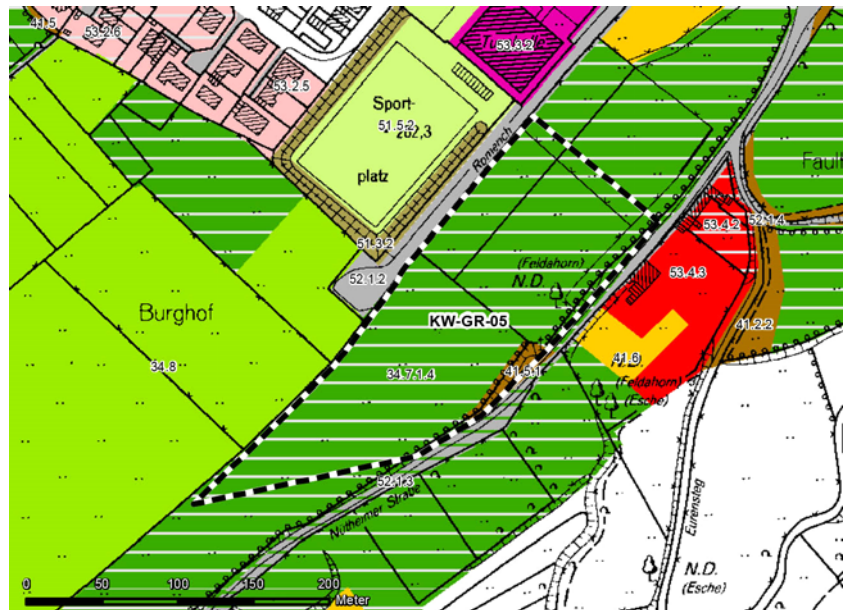 41.5
53.2.6
53.2.5
53.3.2
Sport-
51.5.2
282,3
platz
Romerich
Faulh
51.3.2
52.1.2
(Feldahorn)
N.D.
53.4.2
52.1.4
53.4.3
Burghof
KW-GR-05
34.8
34.7.1.4
41.5.1
41.6
N.D.
(Feldahorn)
(Esche)
41.2.2
52.1.3
Nütheimer Straße
Eurensteg
N.D.
(Esche)
0 50 100 150 200
Meter